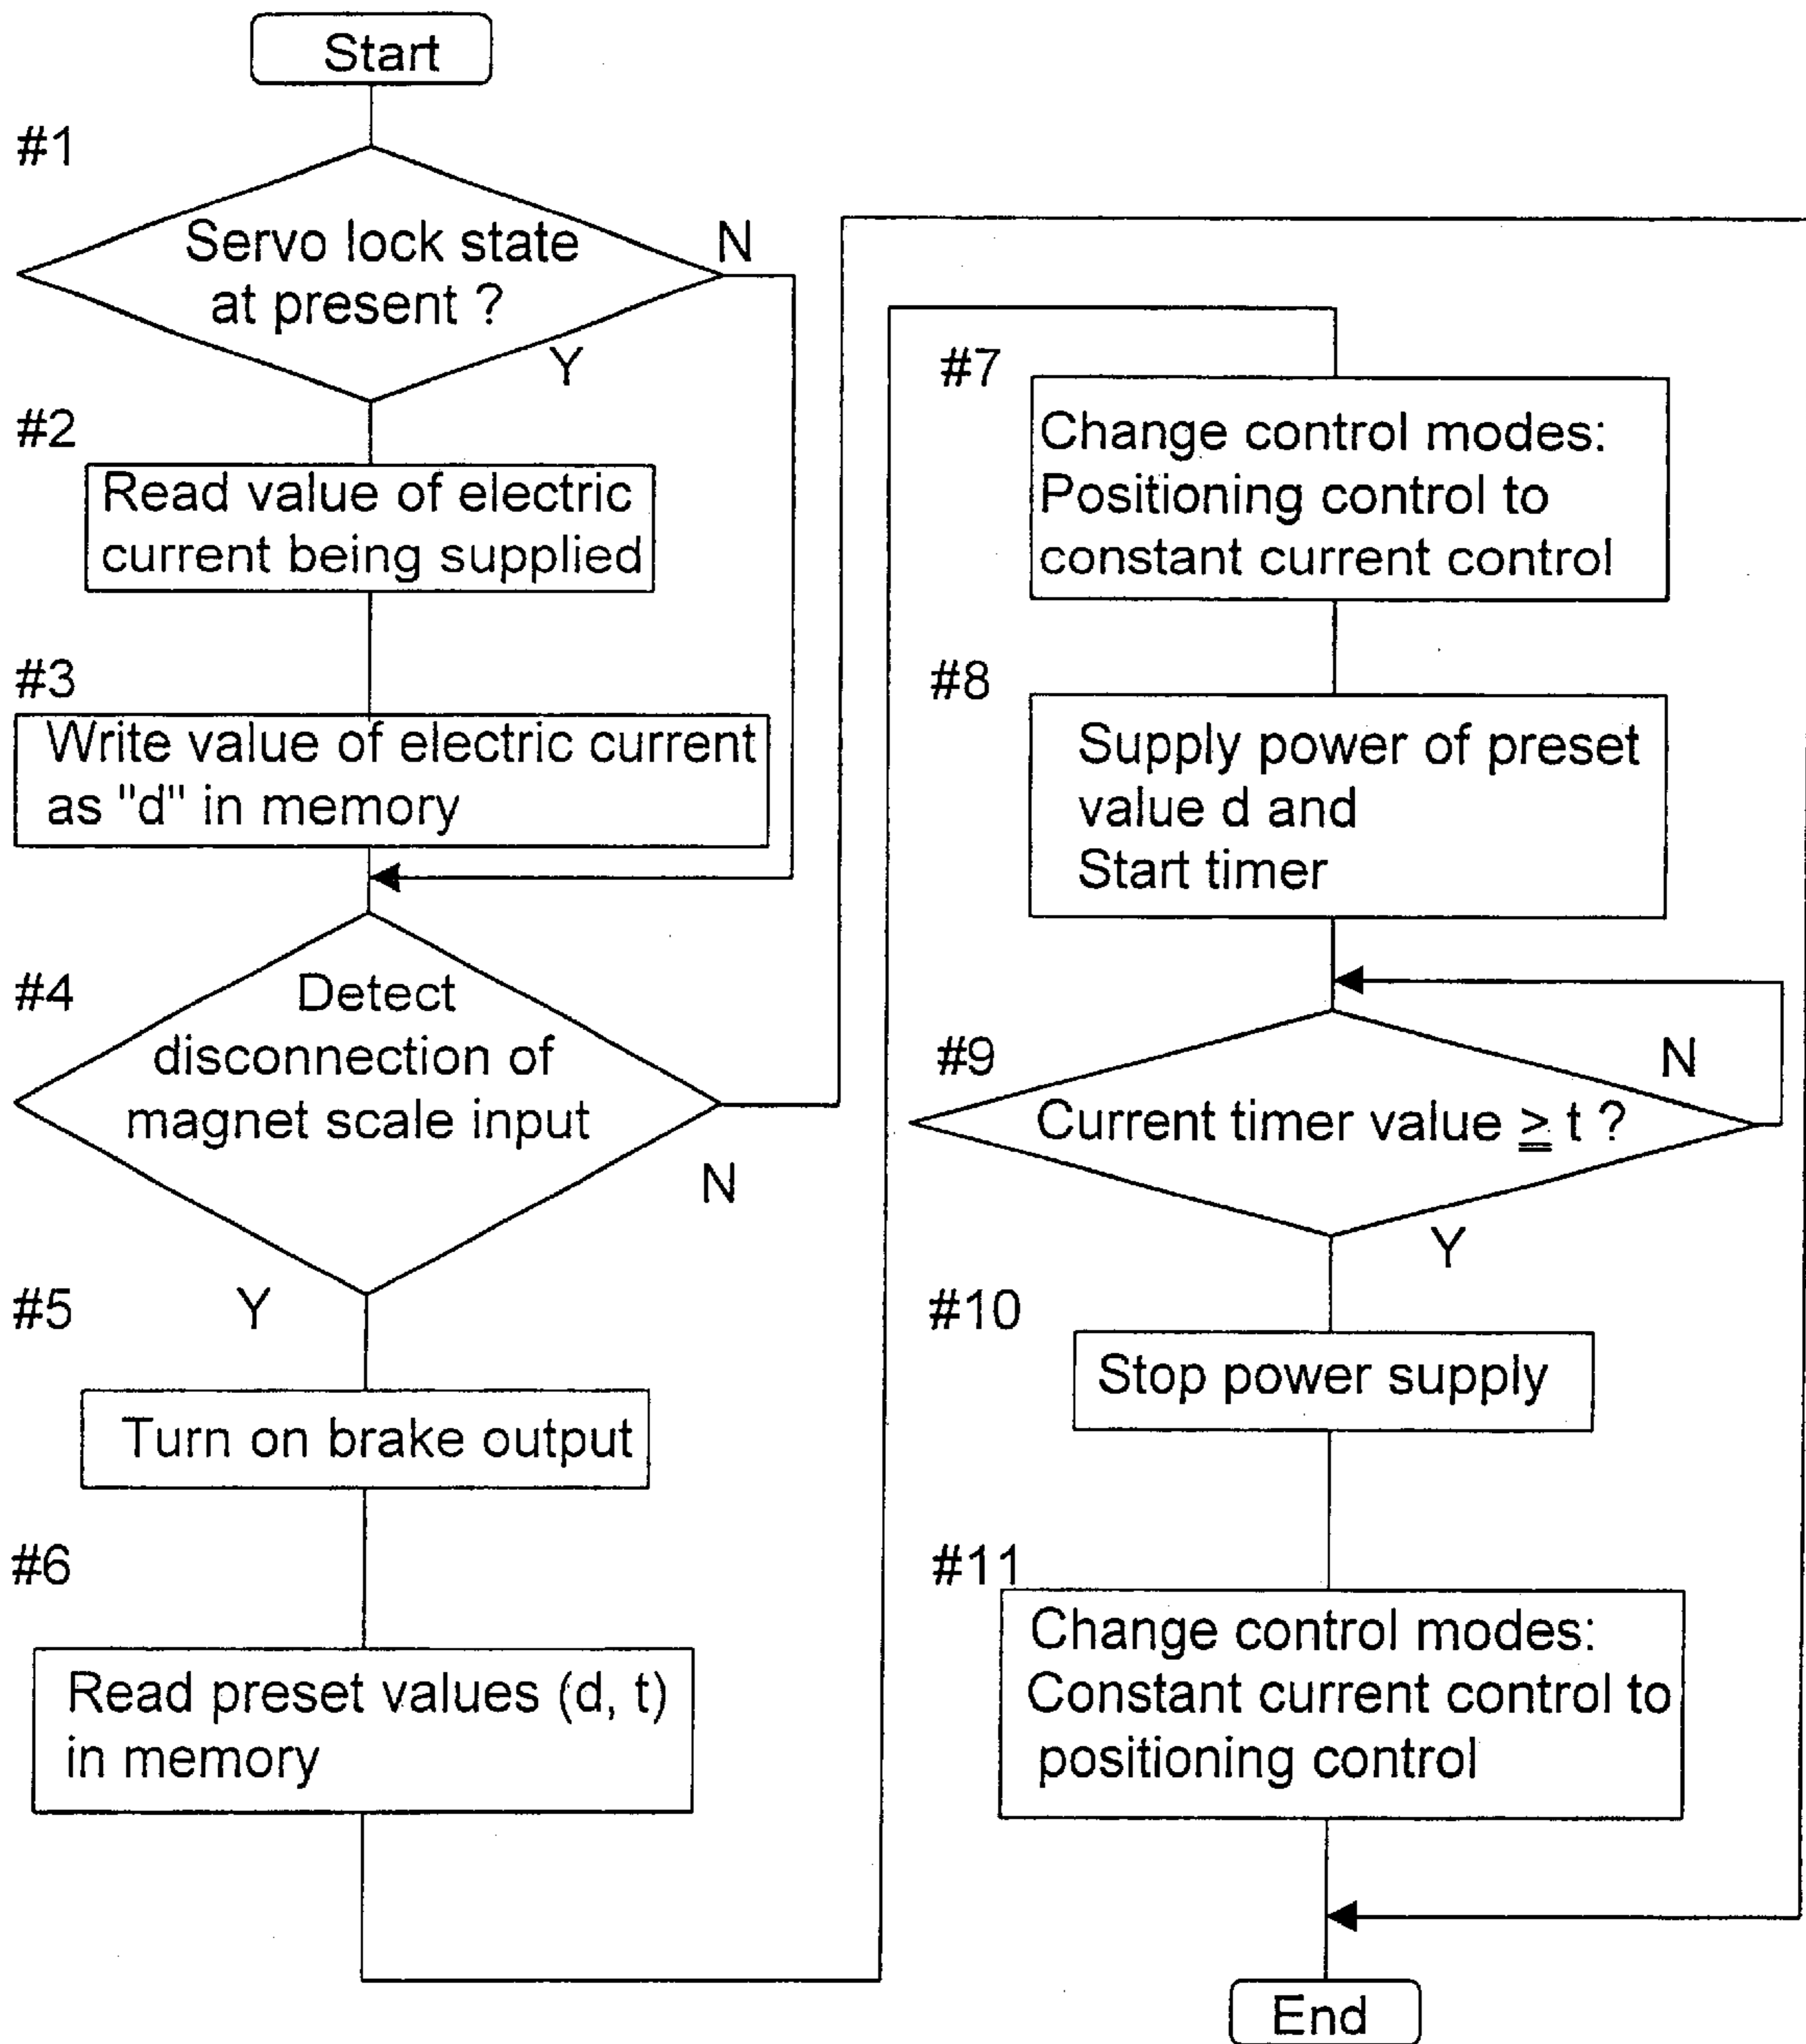 Start
#1
Servo lock state
at present ?
N
Y
#2
Read value of electric
current being supplied
#3
Write value of electric current
as "d" in memory
#4
Detect
disconnection of
magnet scale input
N
Y
#5
Turn on brake output
#6
Read preset values (d, t)
in memory
#7
Change control modes:
Positioning control to
constant current control
#8
Supply power of preset
value d and
Start timer
#9
N
Current timer value ≧ t ?
Y
#10
Stop power supply
#11
Change control modes:
Constant current control to
positioning control
End